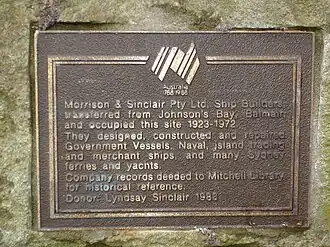 Australia
1788-1988
Morrison & Sinclair Pty Ltd, Ship Builders,
transferred from Johnson's Bay, Balmain,
and occupied this site 1923-1972.
They designed, constructed and repaired
Government Vessels, Naval, island trading
and merchant ships, and many Sydney
ferries and yachts.
Company records deeded to Mitchell Library
for historical reference.
Donor: Lyndsay Sinclair 1988